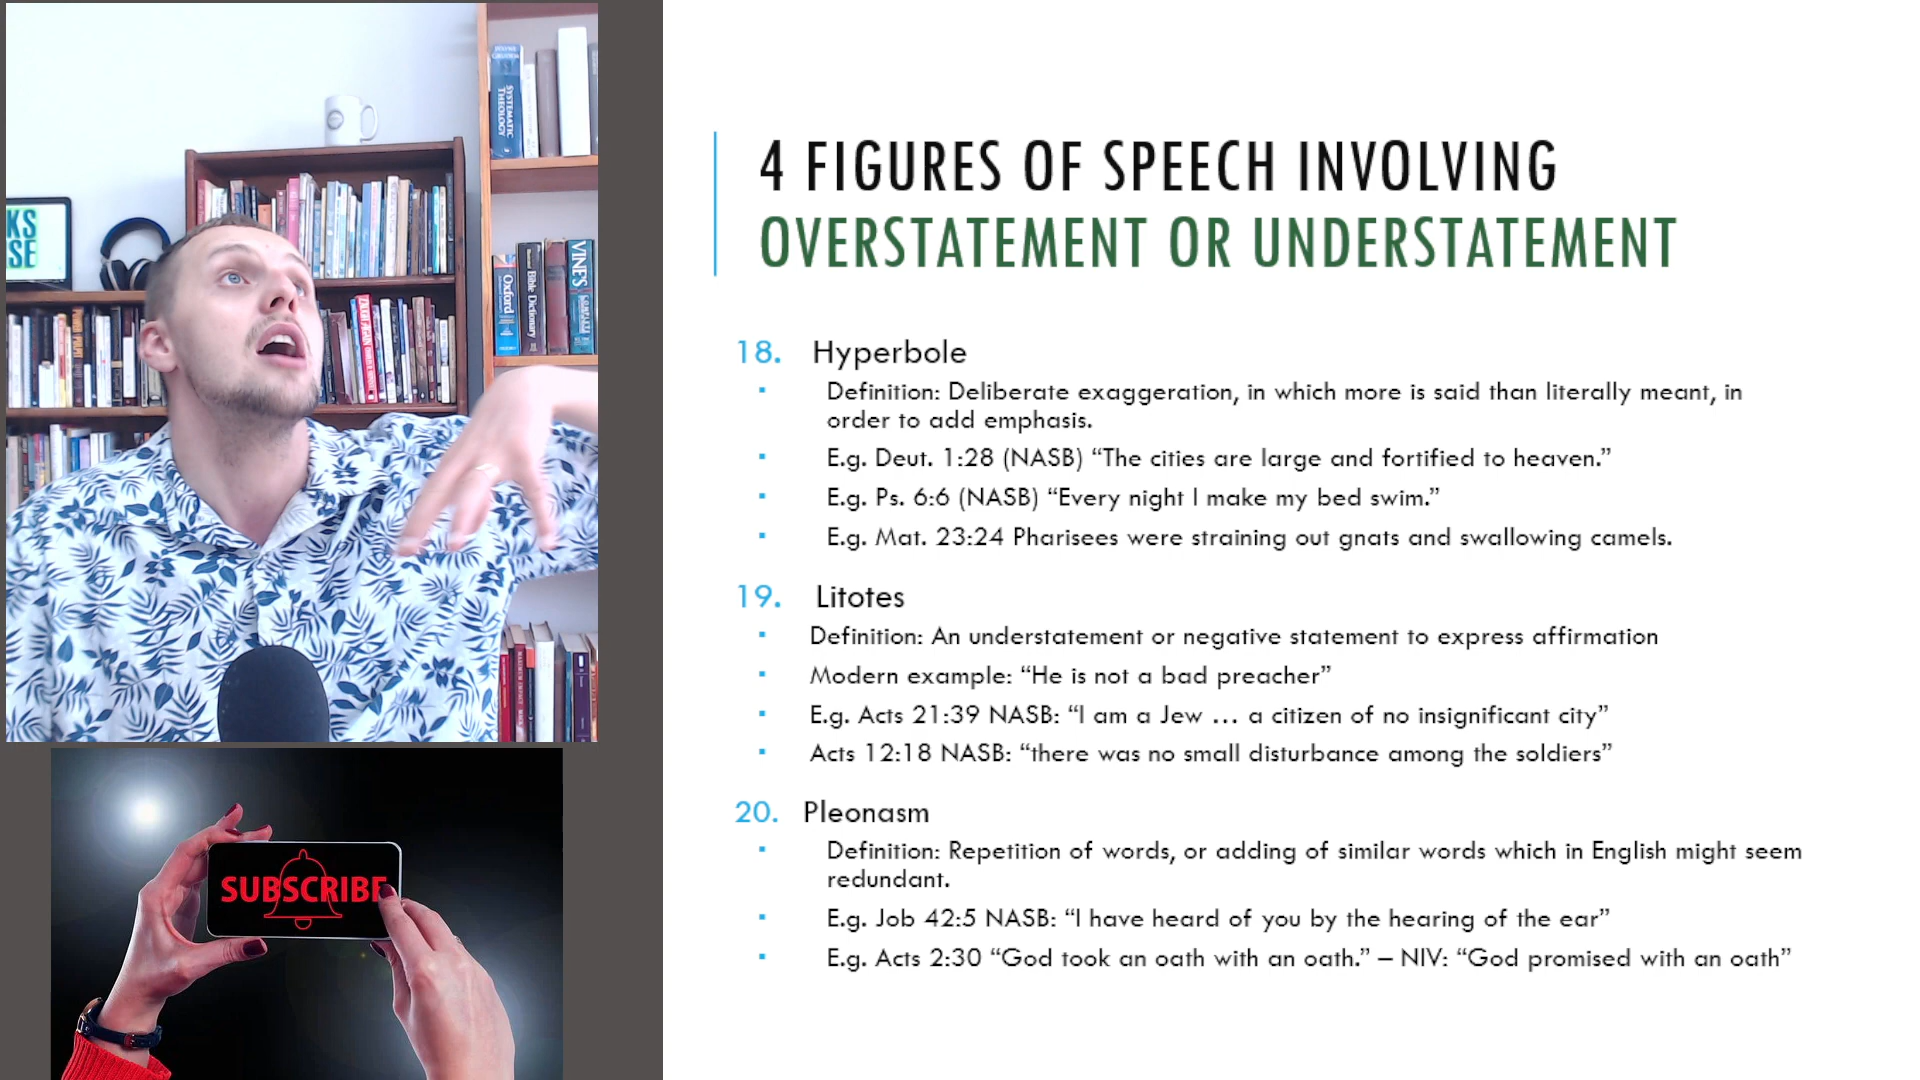 4 FIGURES OF SPEECH INVOLVING
OVERSTATEMENT OR UNDERSTATEMENT
18. Hyperbole
Definition: Deliberate exaggeration, in which more is said than literally meant, in
order to add emphasis.
E.g. Deut. 1:28 (NASB) “The cities are large and fortified to heaven.”
E.g. Ps. 6:6 (NASB) “Every night I make my bed swim.”
E.g. Mat. 23:24 Pharisees were straining out gnats and swallowing camels.
19. Litotes
Definition: An understatement or negative statement to express affirmation
Modern example: “He is not a bad preacher”
E.g. Acts 21:39 NASB: “I am a Jew … a citizen of no insignificant city”
Acts 12:18 NASB: “there was no small disturbance among the soldiers”
20. Pleonasm
Definition: Repetition of words, or adding of similar words which in English might seem
redundant.
E.g. Job 42:5 NASB: “I have heard of you by the hearing of the ear”
E.g. Acts 2:30 “God took an oath with an oath.” – NIV: “God promised with an oath”
SYSTEMATIC
THEOLOGY
KS
SE
Oxford
Bible Dictionary
VINE'S
SUBSCRIBE